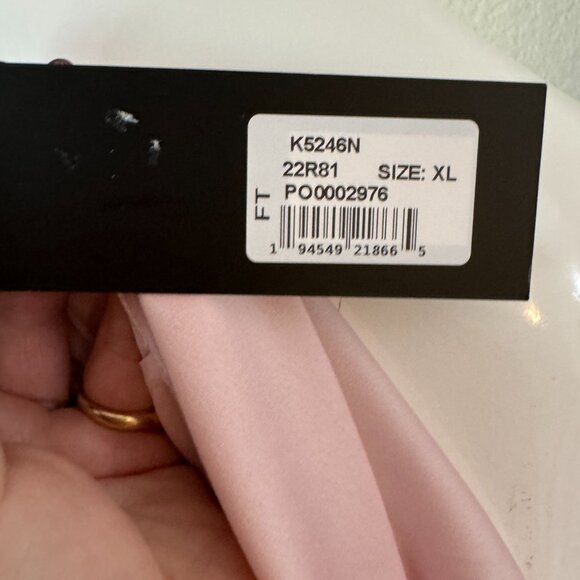 K5246N
22R81 SIZE: XL
PO0002976
FT
1 94549 21866 5